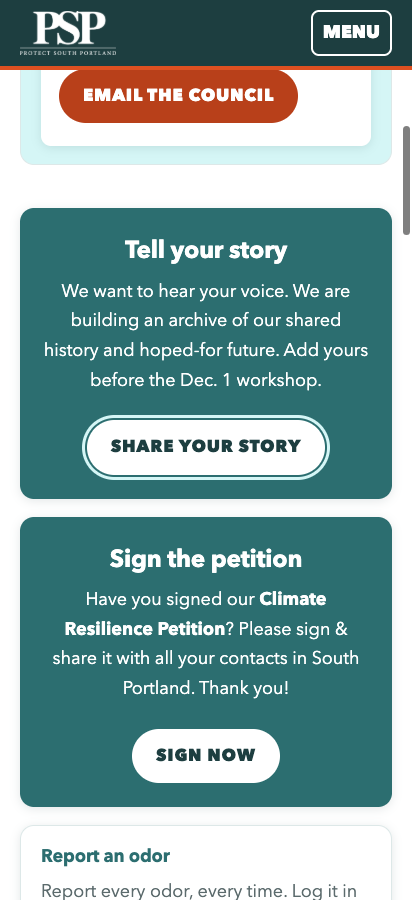 PSP
PROTECT SOUTH PORTLAND
MENU
EMAIL THE COUNCIL
Tell your story
We want to hear your voice. We are
building an archive of our shared
history and hoped-for future. Add yours
before the Dec. 1 workshop.
SHARE YOUR STORY
Sign the petition
Have you signed our Climate
Resilience Petition? Please sign &
share it with all your contacts in South
Portland. Thank you!
SIGN NOW
Report an odor
Report every odor, every time. Log it in